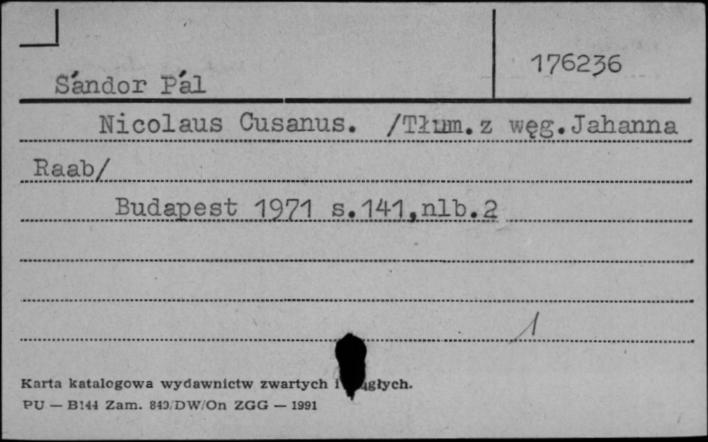 176236
Sándor Pál
Nicolaus Cusanus. /Tłum.z węg.Jahanna
Raab/
Budapest 1971 s.141,nlb.2
1
Karta katalogowa wydawnictw zwartych i
PU — B144 Zam. 840/DW/On ZGG — 1991